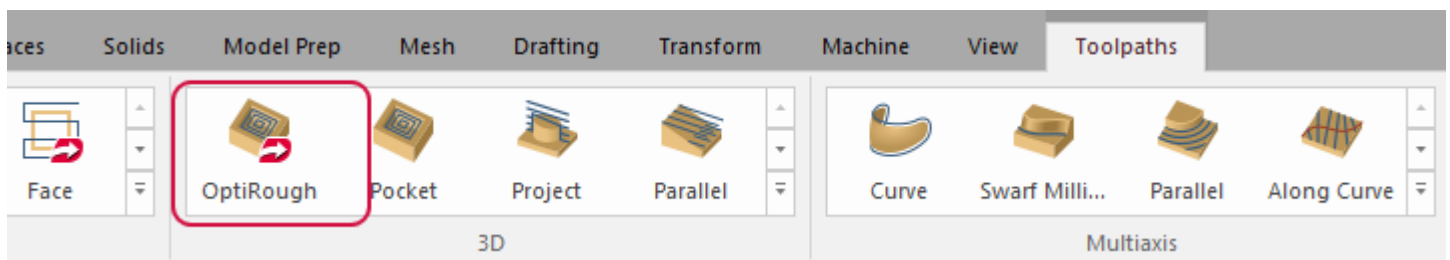 aces Solids Model Prep Mesh Drafting Transform Machine View Toolpaths
Face OptiRough Pocket Project Parallel Curve Swarf Milli... Parallel Along Curve
3D Multiaxis